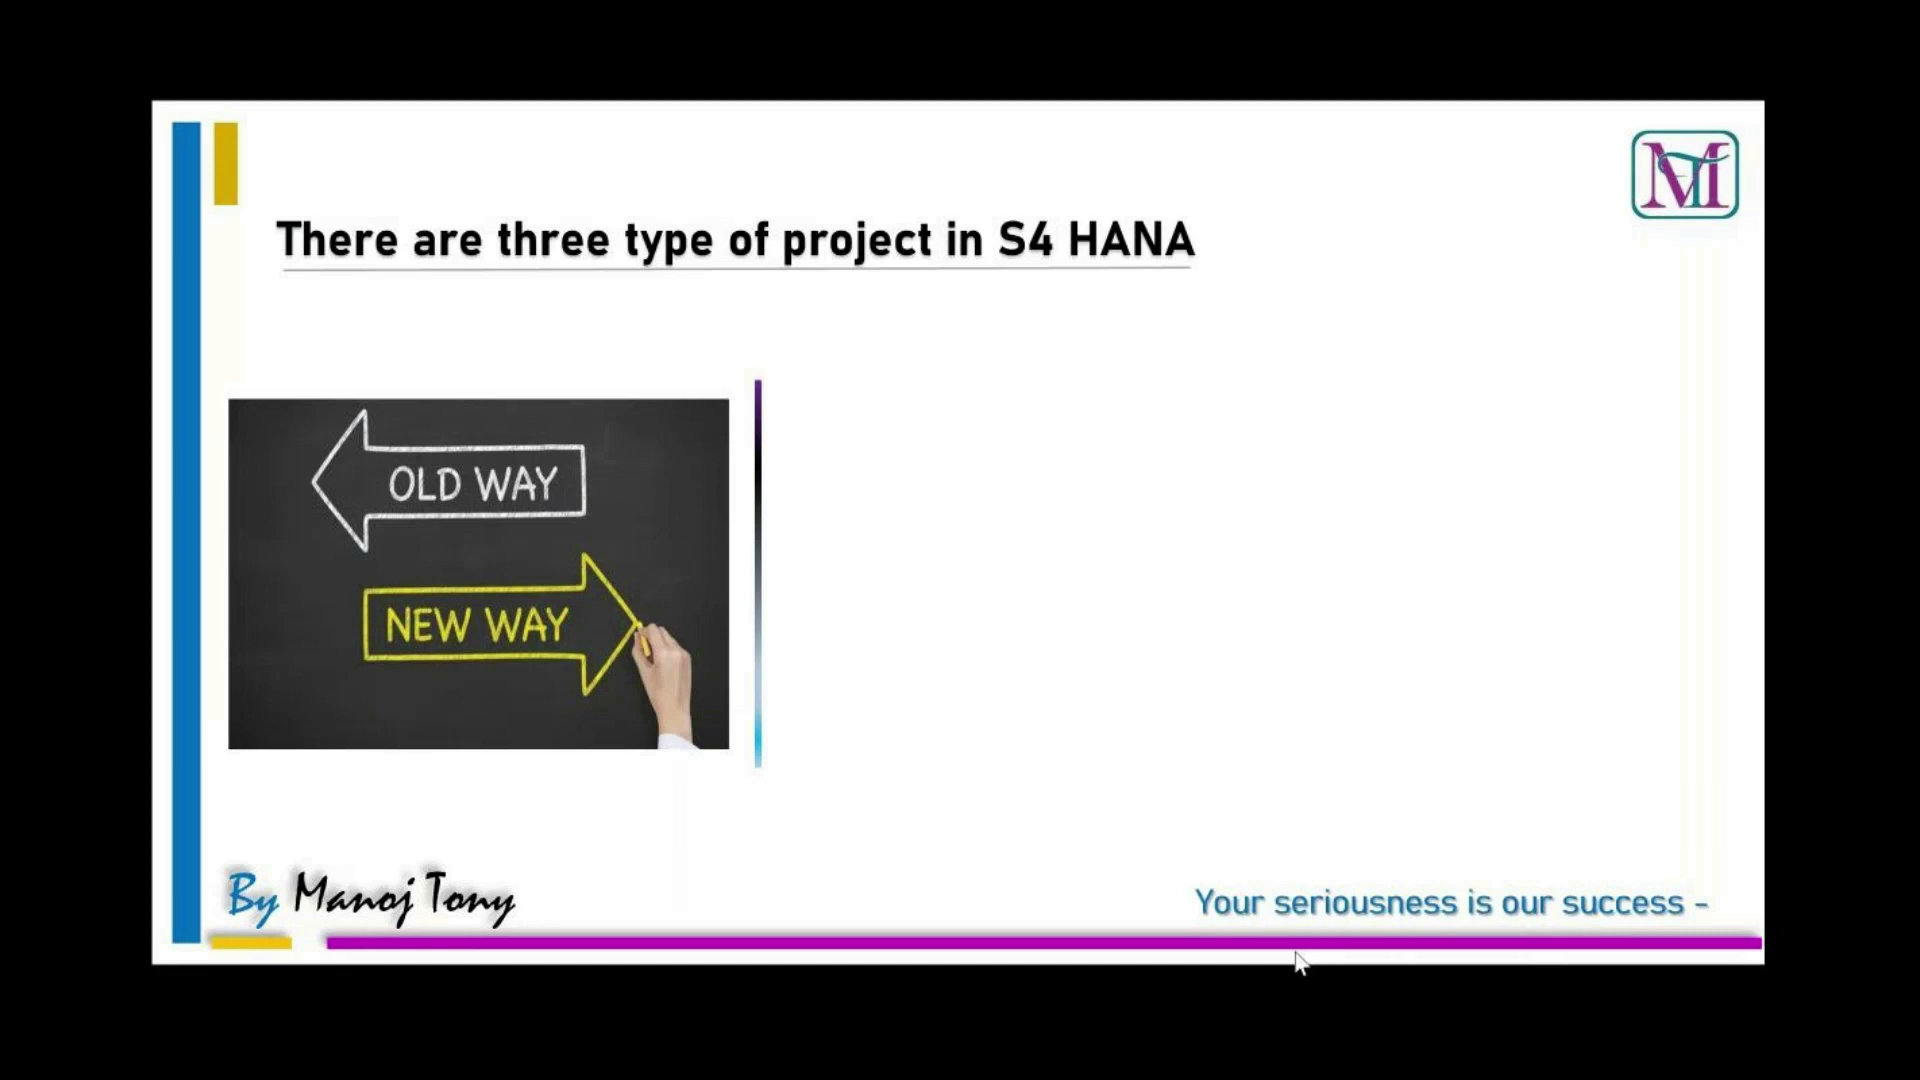 There are three type of project in S4 HANA
OLD WAY
NEW WAY
By Manoj Tony
Your seriousness is our success -